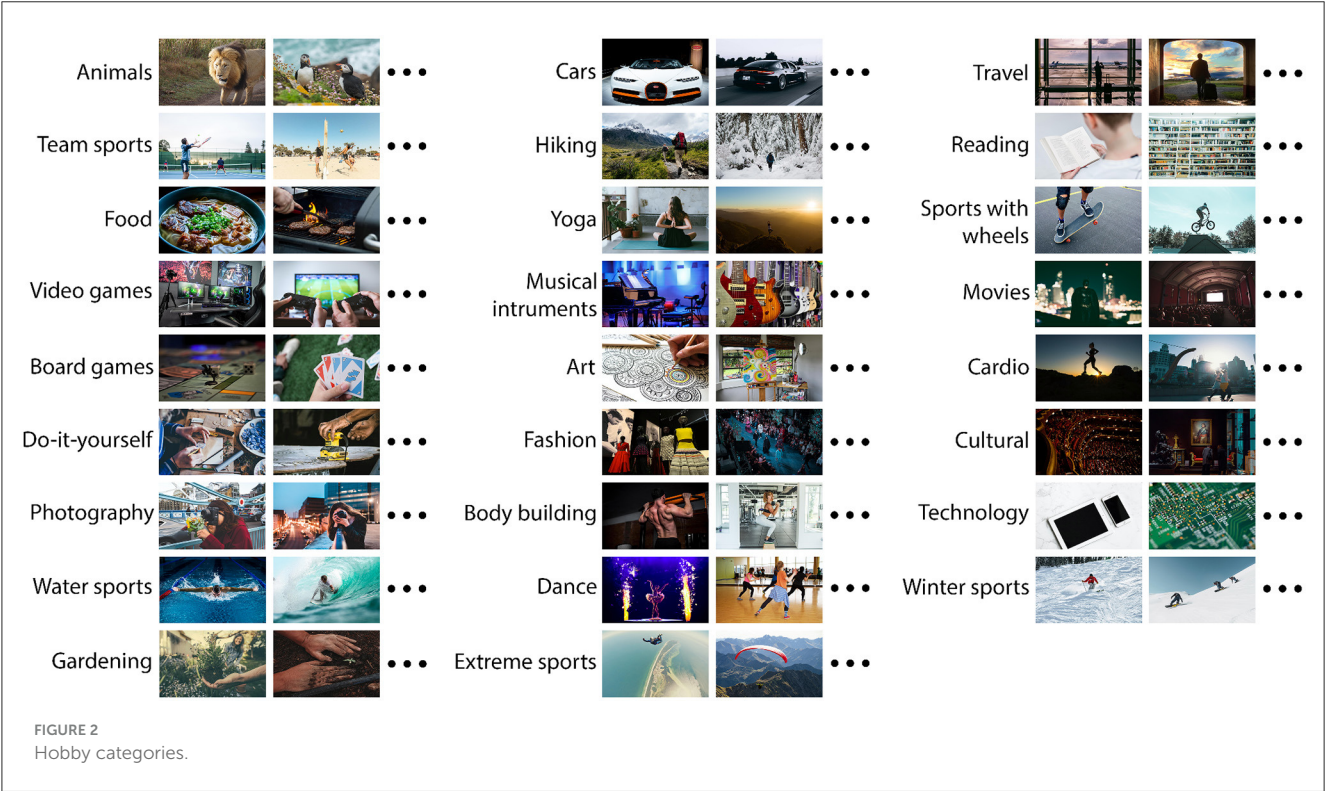 Animals
Cars
Travel
Team sports
Hiking
Reading
Food
Yoga
Sports with
wheels
Video games
Musical
intruments
Movies
Board games
Art
Cardio
Do-it-yourself
Fashion
Cultural
Photography
Body building
Technology
Water sports
Dance
Winter sports
Gardening
Extreme sports
FIGURE 2
Hobby categories.